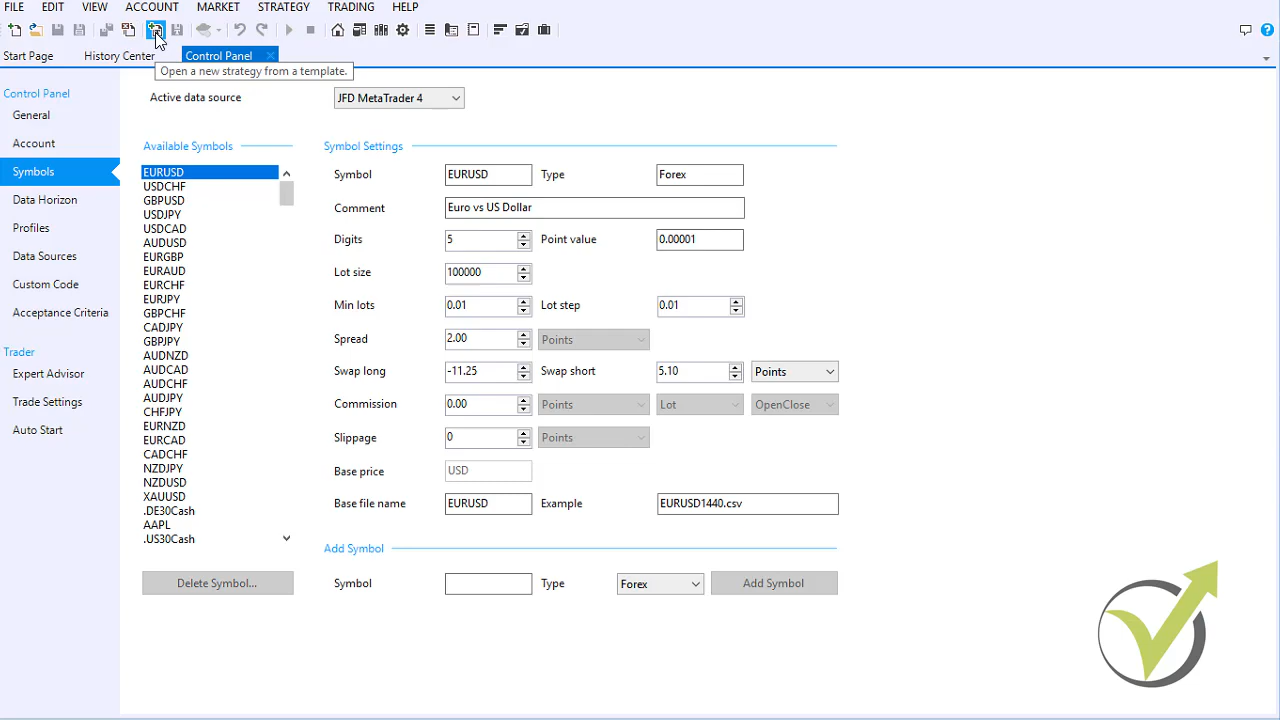 FILE EDIT VIEW ACCOUNT MARKET STRATEGY TRADING HELP
Start Page History Center Control Panel
Open a new strategy from a template.
Control Panel
General
Account
Symbols
Data Horizon
Profiles
Data Sources
Custom Code
Acceptance Criteria
Trader
Expert Advisor
Trade Settings
Auto Start
Active data source JFD MetaTrader 4
Available Symbols
EURUSD
USDCHF
GBPUSD
USDJPY
USDCAD
AUDUSD
EURGBP
EURAUD
EURCHF
EURJPY
GBPCHF
CADJPY
GBPJPY
AUDNZD
AUDCAD
AUDCHF
AUDJPY
CHFJPY
EURNZD
EURCAD
CADCHF
NZDJPY
NZDUSD
XAUUSD
.DE30Cash
AAPL
.US30Cash
Delete Symbol...
Symbol Settings
Symbol EURUSD Type Forex
Comment Euro vs US Dollar
Digits 5 Point value 0.00001
Lot size 100000
Min lots 0.01 Lot step 0.01
Spread 2.00 Points
Swap long -11.25 Swap short 5.10 Points
Commission 0.00 Points Lot OpenClose
Slippage 0 Points
Base price USD
Base file name EURUSD Example EURUSD1440.csv
Add Symbol
Symbol Type Forex Add Symbol